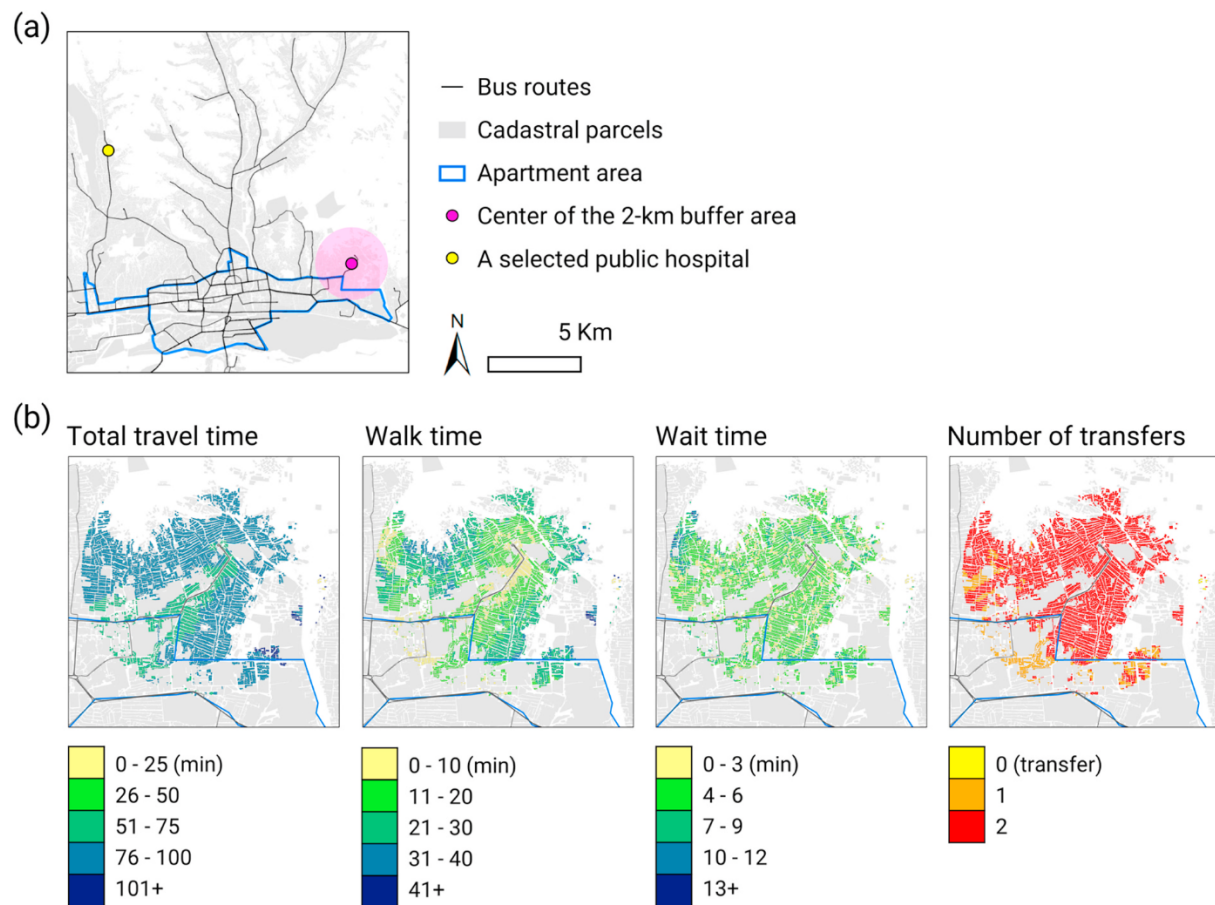 (a)
Bus routes
Cadastral parcels
Apartment area
Center of the 2-km buffer area
A selected public hospital
N
5 Km
(b)
Total travel time
Walk time
Wait time
Number of transfers
0 - 25 (min)
26 - 50
51 - 75
76 - 100
101+
0 - 10 (min)
11 - 20
21 - 30
31 - 40
41+
0 - 3 (min)
4 - 6
7 - 9
10 - 12
13+
0 (transfer)
1
2